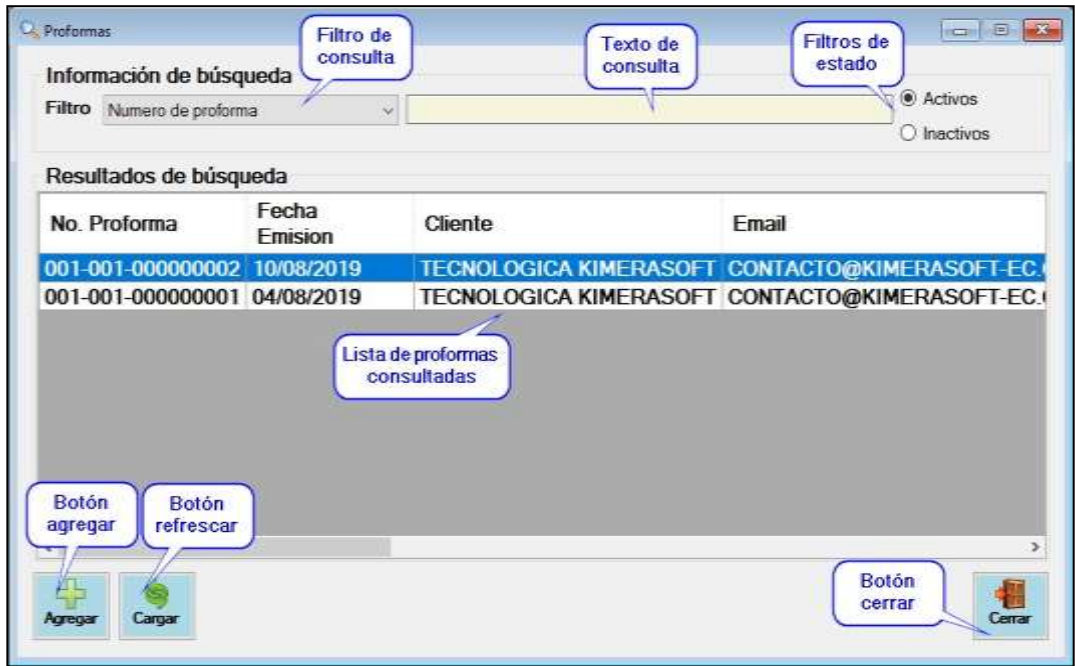 Proformas
Filtro de
consulta
Texto de
consulta
Filtros de
estado
Información de búsqueda
Filtro
Numero de proforma
Activos
Inactivos
Resultados de búsqueda
No. Proforma Fecha Emision Cliente Email
001-001-000000002 10/08/2019 TECNOLOGICA KIMERASOFT CONTACTO@KIMERASOFT-EC.
001-001-000000001 04/08/2019 TECNOLOGICA KIMERASOFT CONTACTO@KIMERASOFT-EC.
Lista de proformas
consultadas
Botón
agregar
Botón
refrescar
Botón
cerrar
Agregar
Cargar
Cerrar